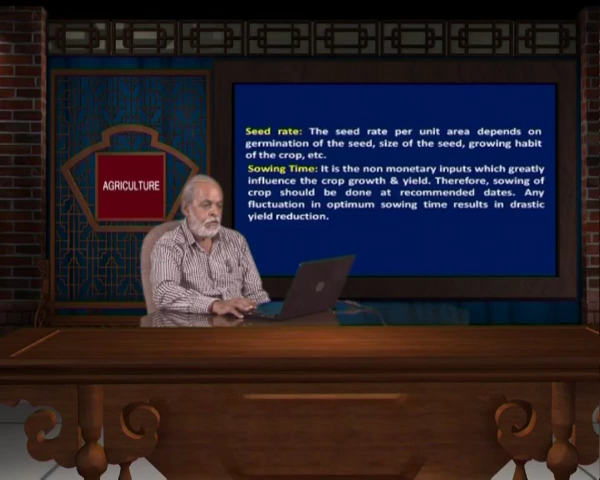 AGRICULTURE
Seed rate: The seed rate per unit area depends on
germination of the seed, size of the seed, growing habit
of the crop, etc.
Sowing Time: It is the non monetary inputs which greatly
influence the crop growth & yield. Therefore, sowing of
crop should be done at recommended dates. Any
fluctuation in optimum sowing time results in drastic
yield reduction.